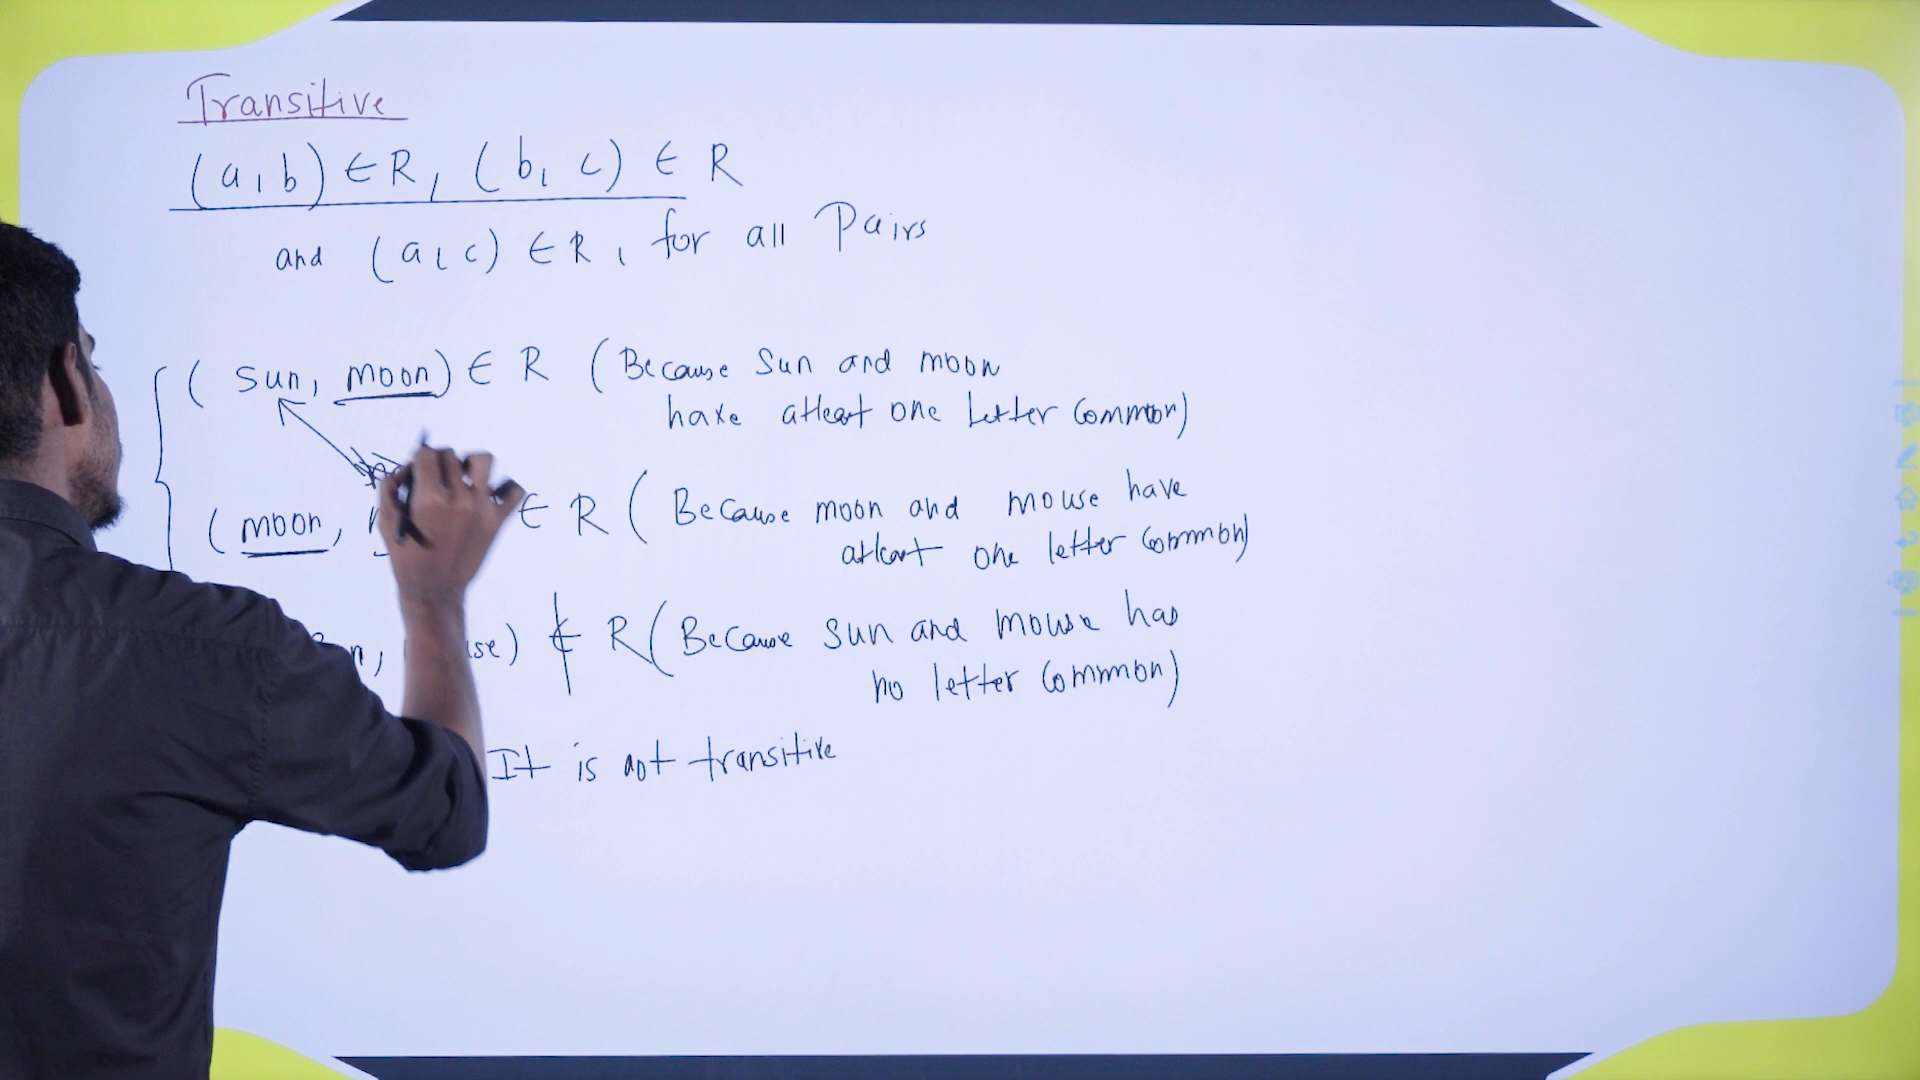 Transitive
(a, b) ∈ R, (b, c) ∈ R
and (a, c) ∈ R, for all Pairs
(sun, moon) ∈ R (Because Sun and moon
have atleast one letter common)
(moon, ∈ R (Because moon and mouse have
atleast one letter common)
n, use) ∉ R (Because sun and mouse has
no letter common)
It is not transitive